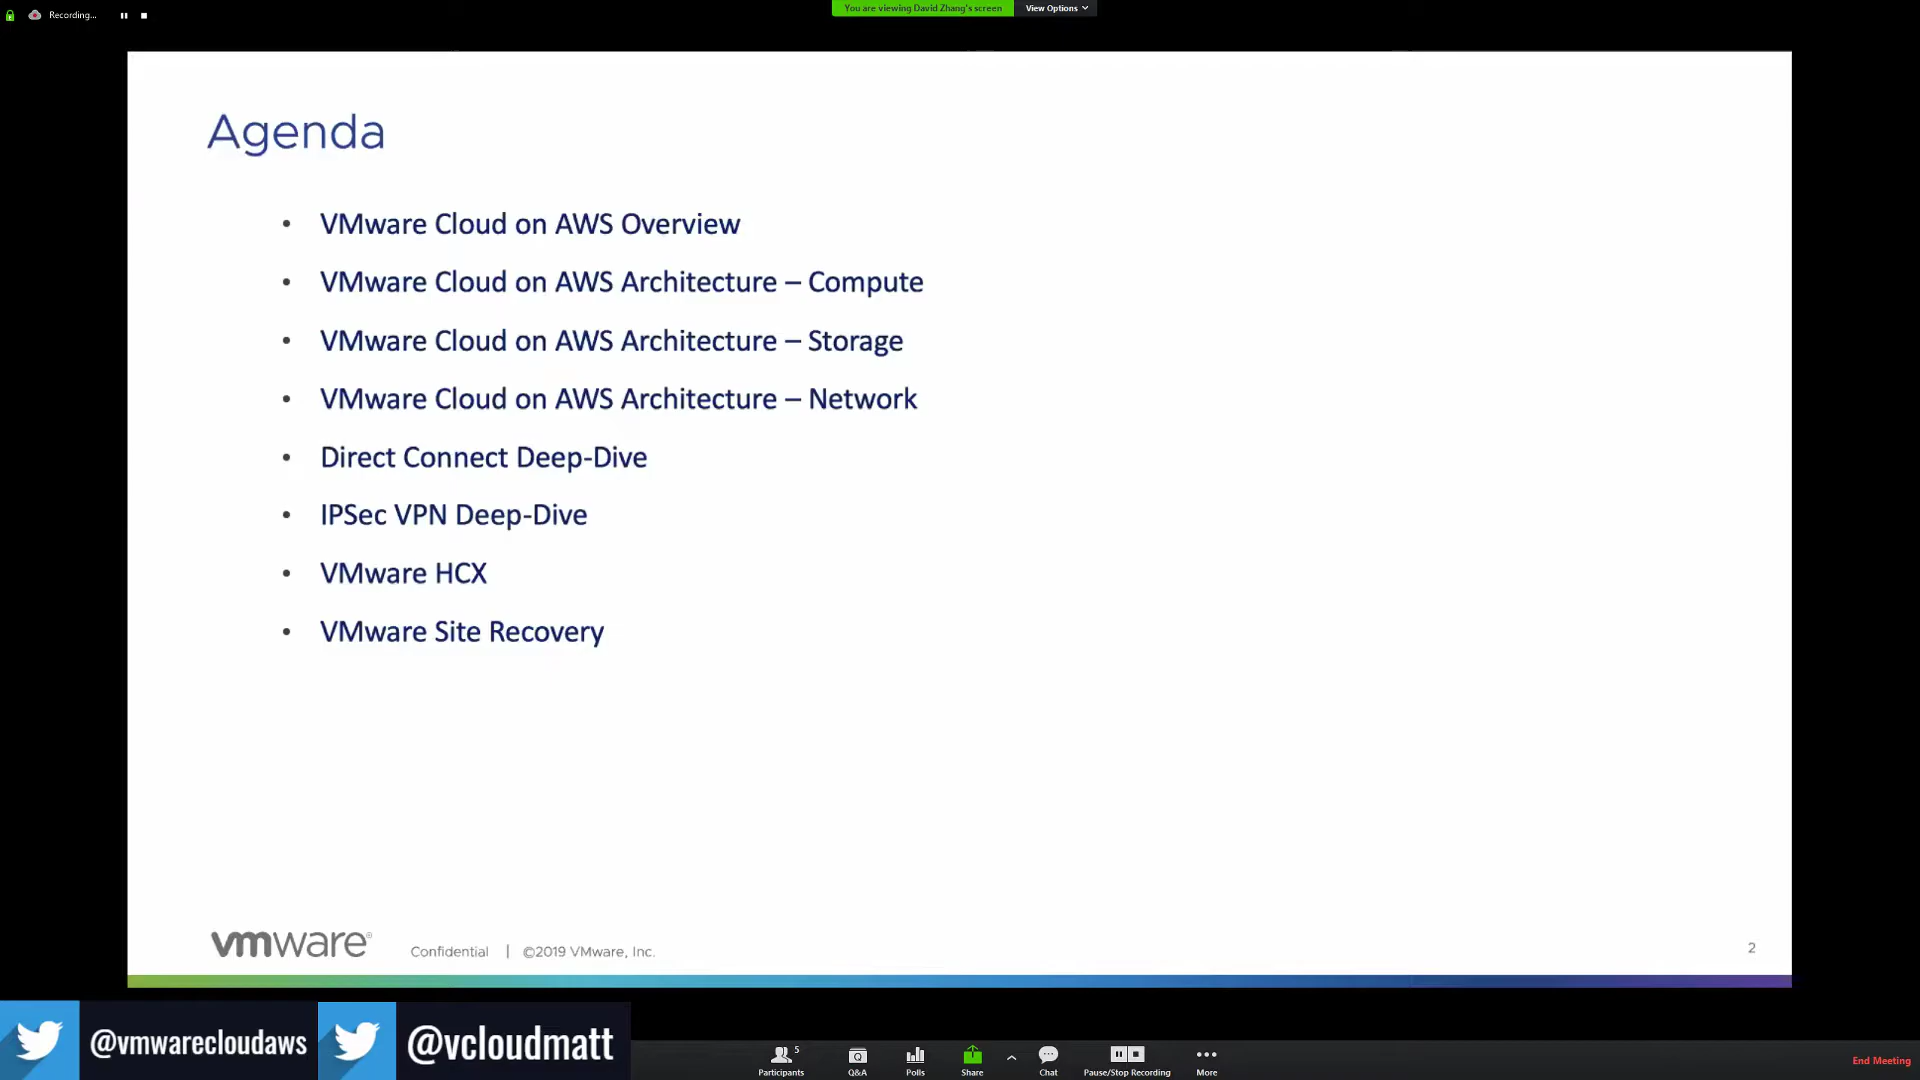 Recording...
You are viewing David Zhang's screen
View Options
Agenda
• VMware Cloud on AWS Overview
• VMware Cloud on AWS Architecture – Compute
• VMware Cloud on AWS Architecture – Storage
• VMware Cloud on AWS Architecture – Network
• Direct Connect Deep-Dive
• IPSec VPN Deep-Dive
• VMware HCX
• VMware Site Recovery
vmware® Confidential | ©2019 VMware, Inc. 2
@vmwarecloudaws @vcloudmatt
5
Participants Q&A Polls Share Chat Pause/Stop Recording More End Meeting